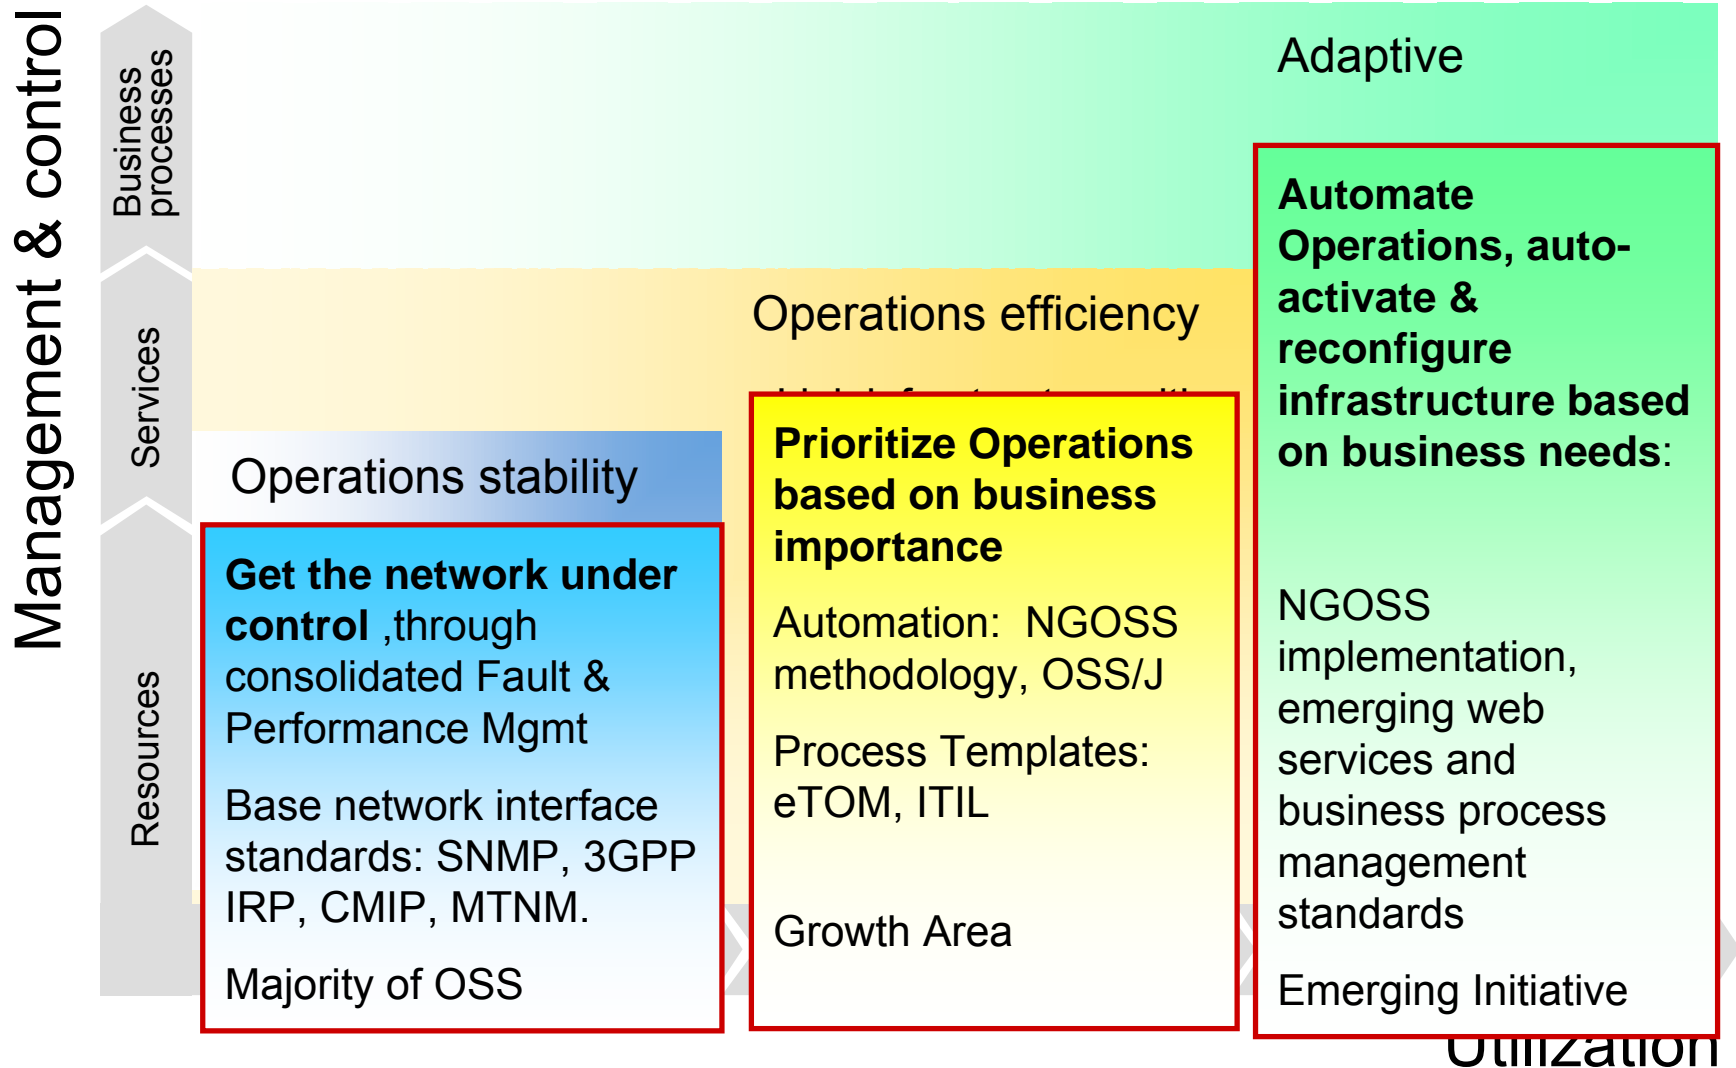 Management & control
Business
processes
Services
Resources
Adaptive
Automate
Operations, auto-
activate &
reconfigure
infrastructure based
on business needs:
NGOSS
implementation,
emerging web
services and
business process
management
standards
Emerging Initiative
Operations efficiency
Prioritize Operations
based on business
importance
Automation: NGOSS
methodology, OSS/J
Process Templates:
eTOM, ITIL
Growth Area
Operations stability
Get the network under
control ,through
consolidated Fault &
Performance Mgmt
Base network interface
standards: SNMP, 3GPP
IRP, CMIP, MTNM.
Majority of OSS
Utilization